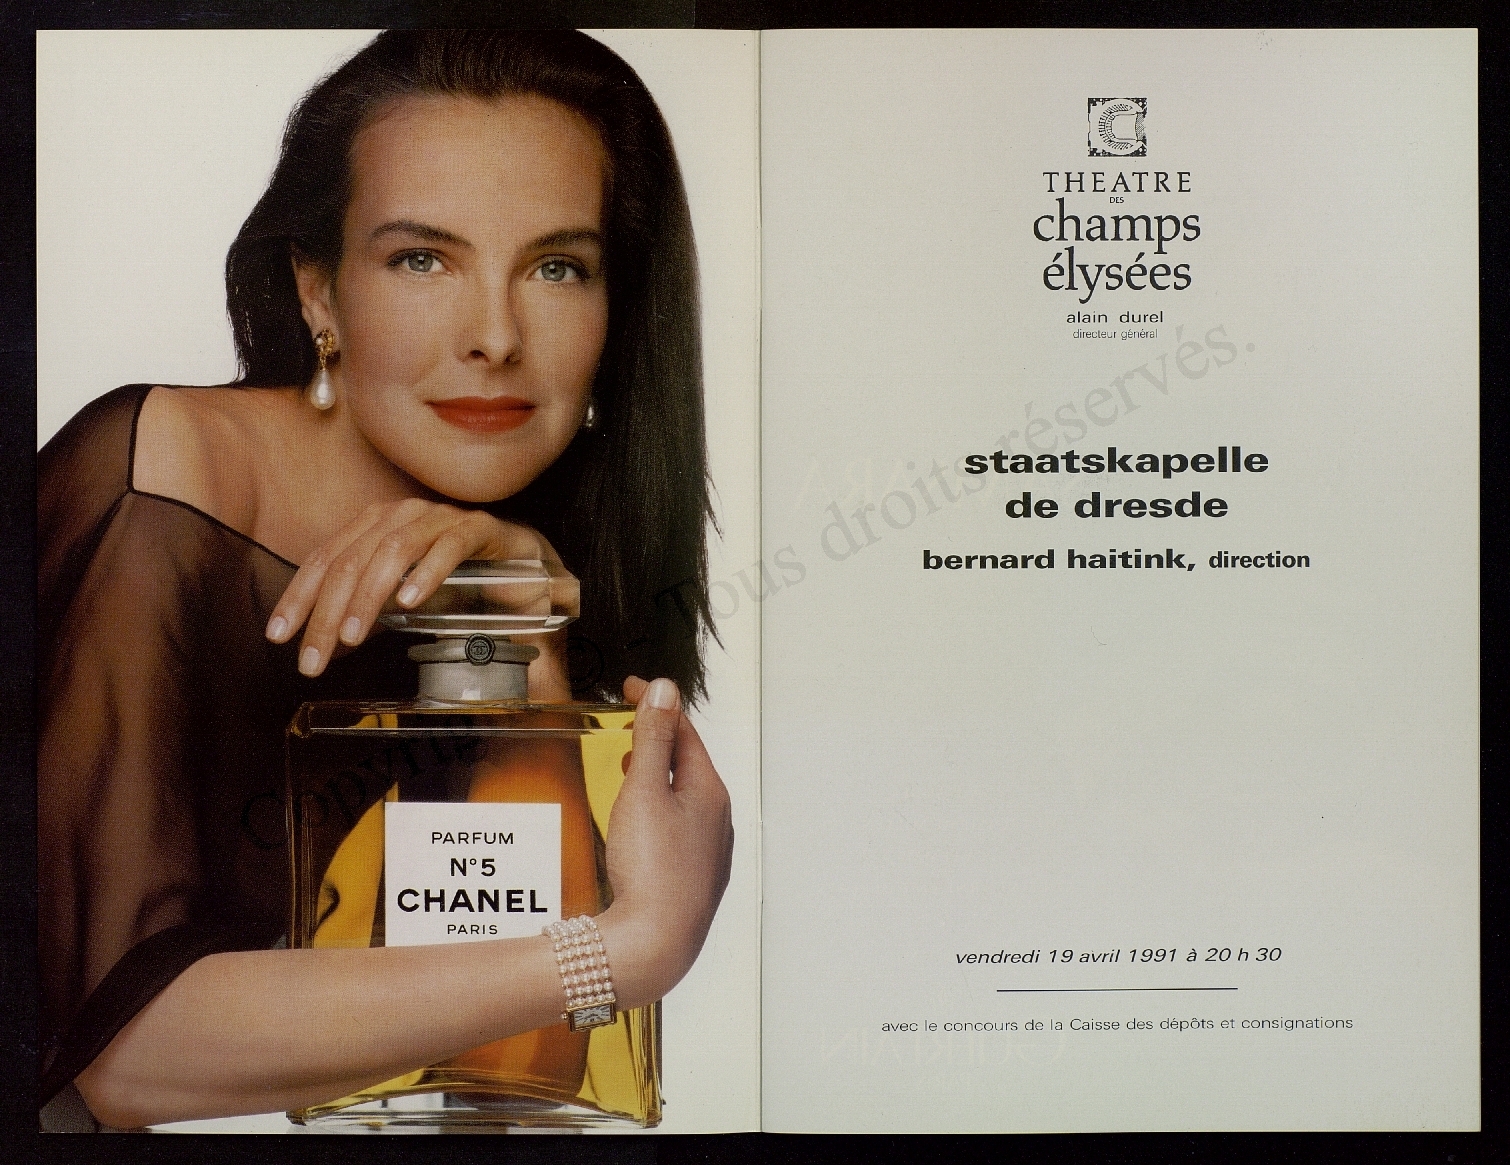 PARFUM
N°5
CHANEL
PARIS
THEATRE
DES
champs
élysées
alain durel
directeur général
staatskapelle
de dresde
bernard haitink, direction
vendredi 19 avril 1991 à 20 h 30
avec le concours de la Caisse des dépôts et consignations
© - Tous droits réservés.